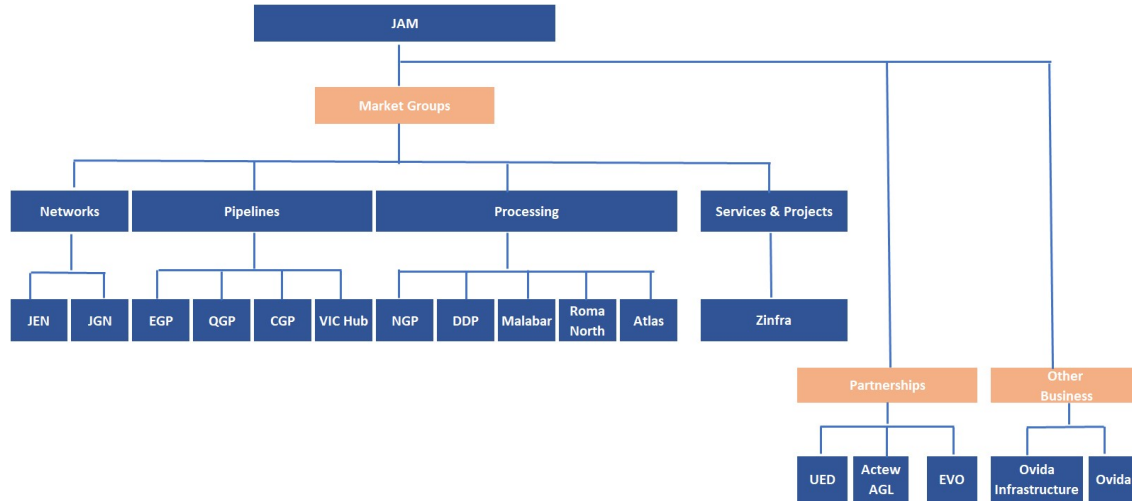 JAM
Market Groups
Networks
Pipelines
Processing
Services & Projects
JEN
JGN
EGP
QGP
CGP
VIC Hub
NGP
DDP
Malabar
Roma
North
Atlas
Zinfra
Partnerships
Other
Business
UED
Actew
AGL
EVO
Ovida
Infrastructure
Ovida